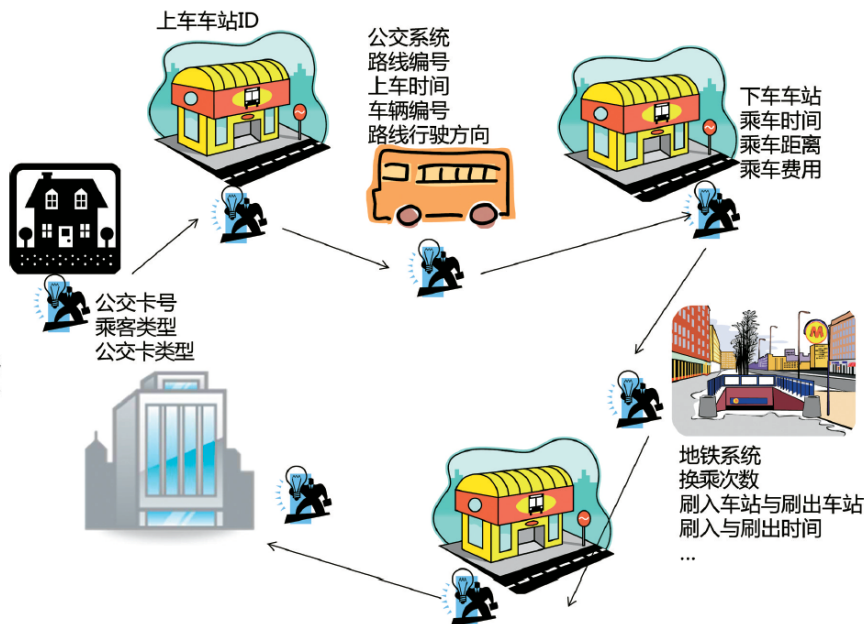 上车车站ID
公交系统
路线编号
上车时间
车辆编号
路线行驶方向
下车车站
乘车时间
乘车距离
乘车费用
公交卡号
乘客类型
公交卡类型
地铁系统
换乘次数
刷入车站与刷出车站
刷入与刷出时间
...